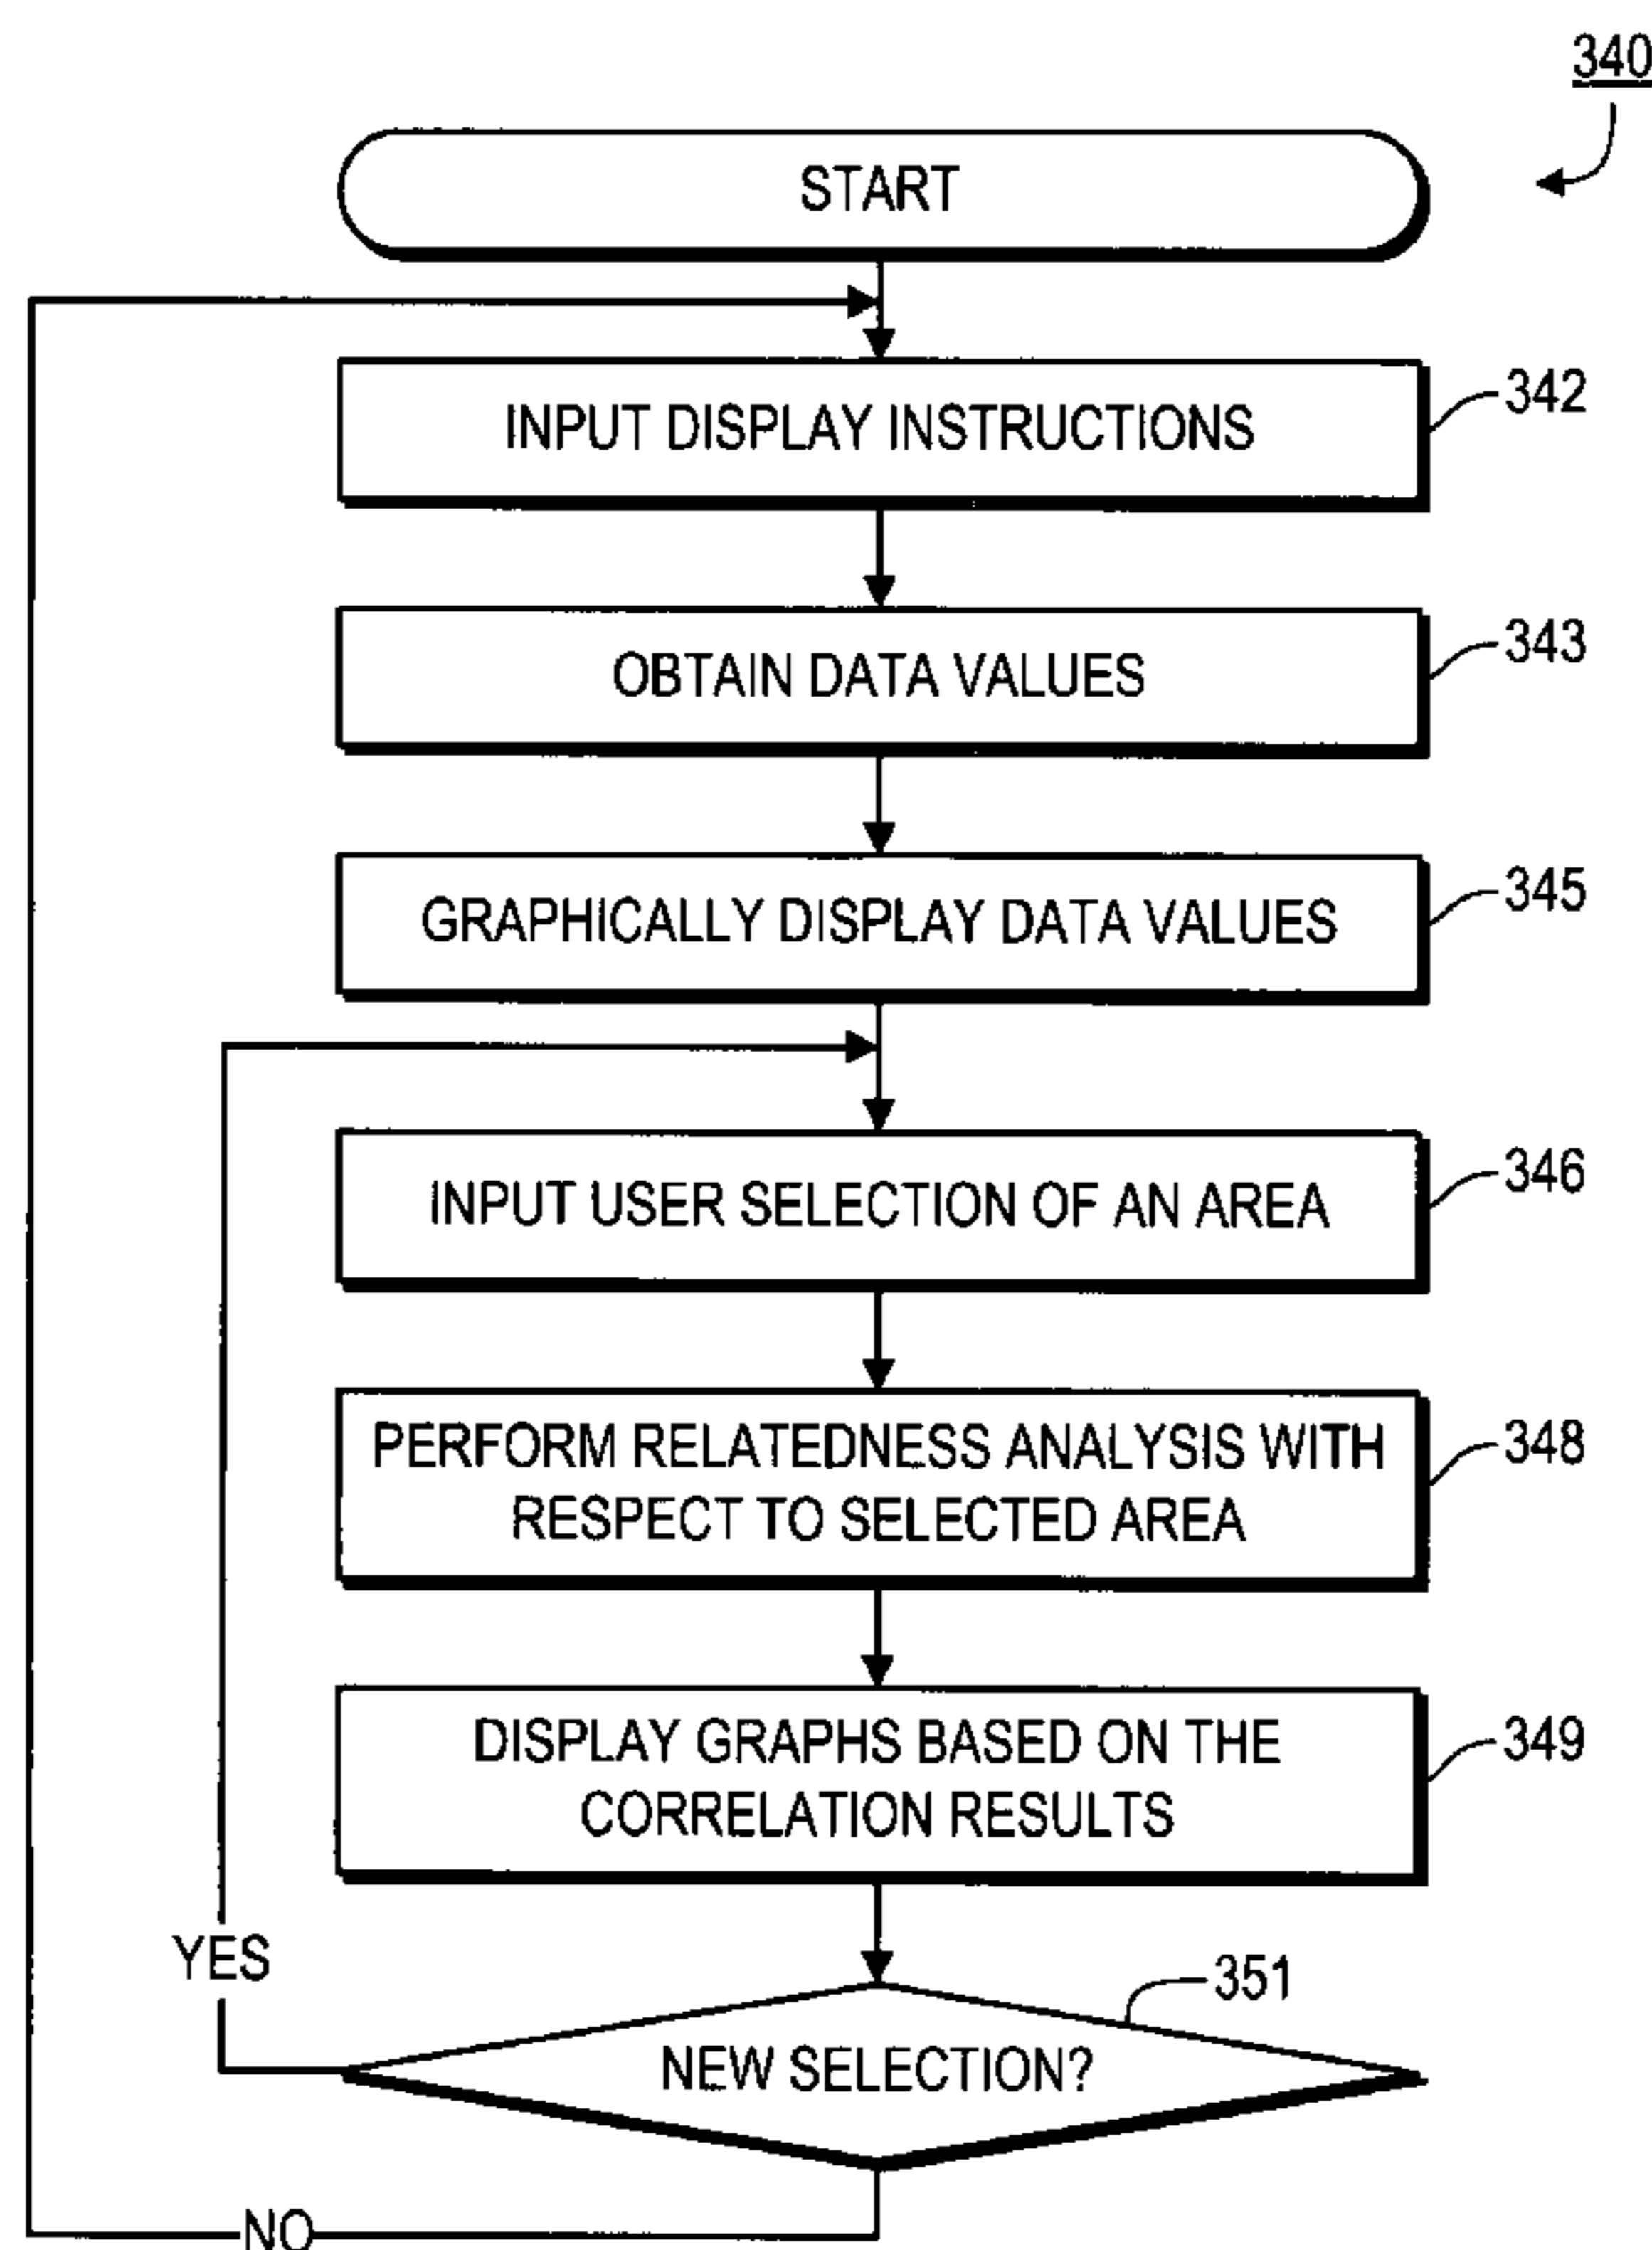 340
START
INPUT DISPLAY INSTRUCTIONS
342
OBTAIN DATA VALUES
343
GRAPHICALLY DISPLAY DATA VALUES
345
INPUT USER SELECTION OF AN AREA
346
PERFORM RELATEDNESS ANALYSIS WITH
RESPECT TO SELECTED AREA
348
DISPLAY GRAPHS BASED ON THE
CORRELATION RESULTS
349
YES
351
NEW SELECTION?
NO